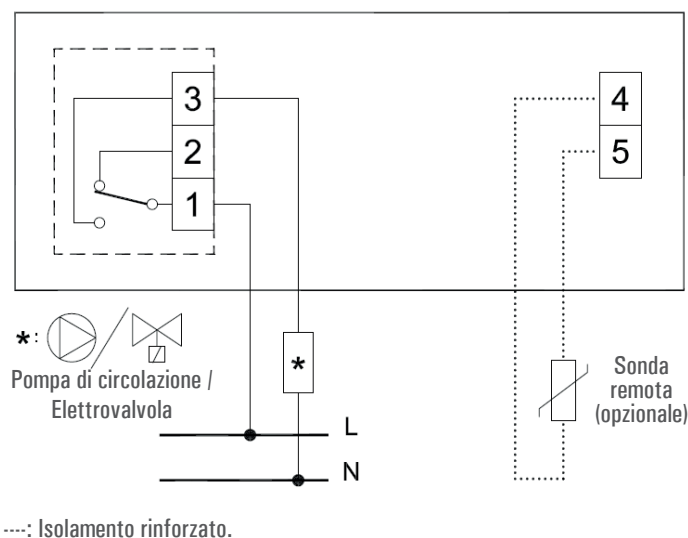 3
2
1
4
5
*:
*
Pompa di circolazione /
Elettrovalvola
Sonda
remota
(opzionale)
L
N
----: Isolamento rinforzato.